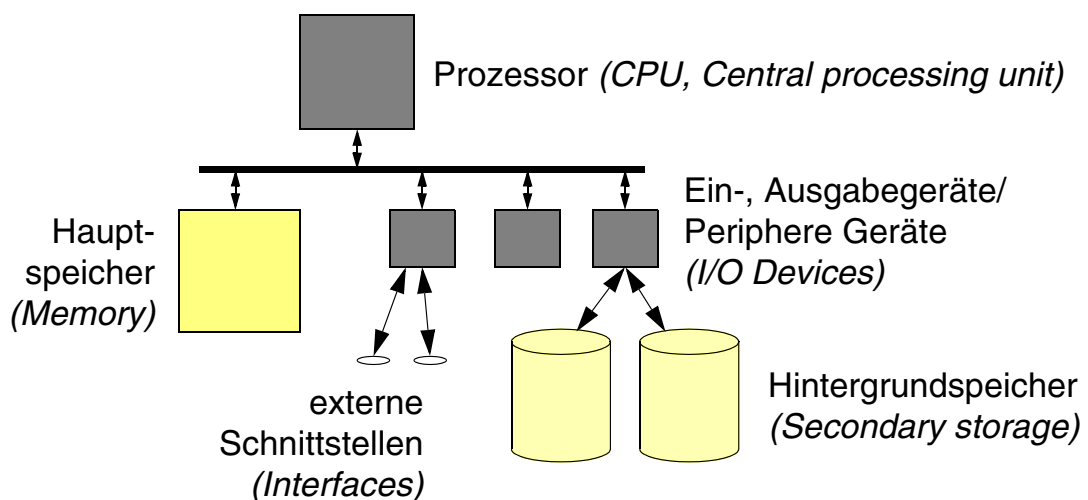 Prozessor (CPU, Central processing unit)
Ein-, Ausgabegeräte/
Periphere Geräte
(I/O Devices)
Haupt-
speicher
(Memory)
externe
Schnittstellen
(Interfaces)
Hintergrundspeicher
(Secondary storage)